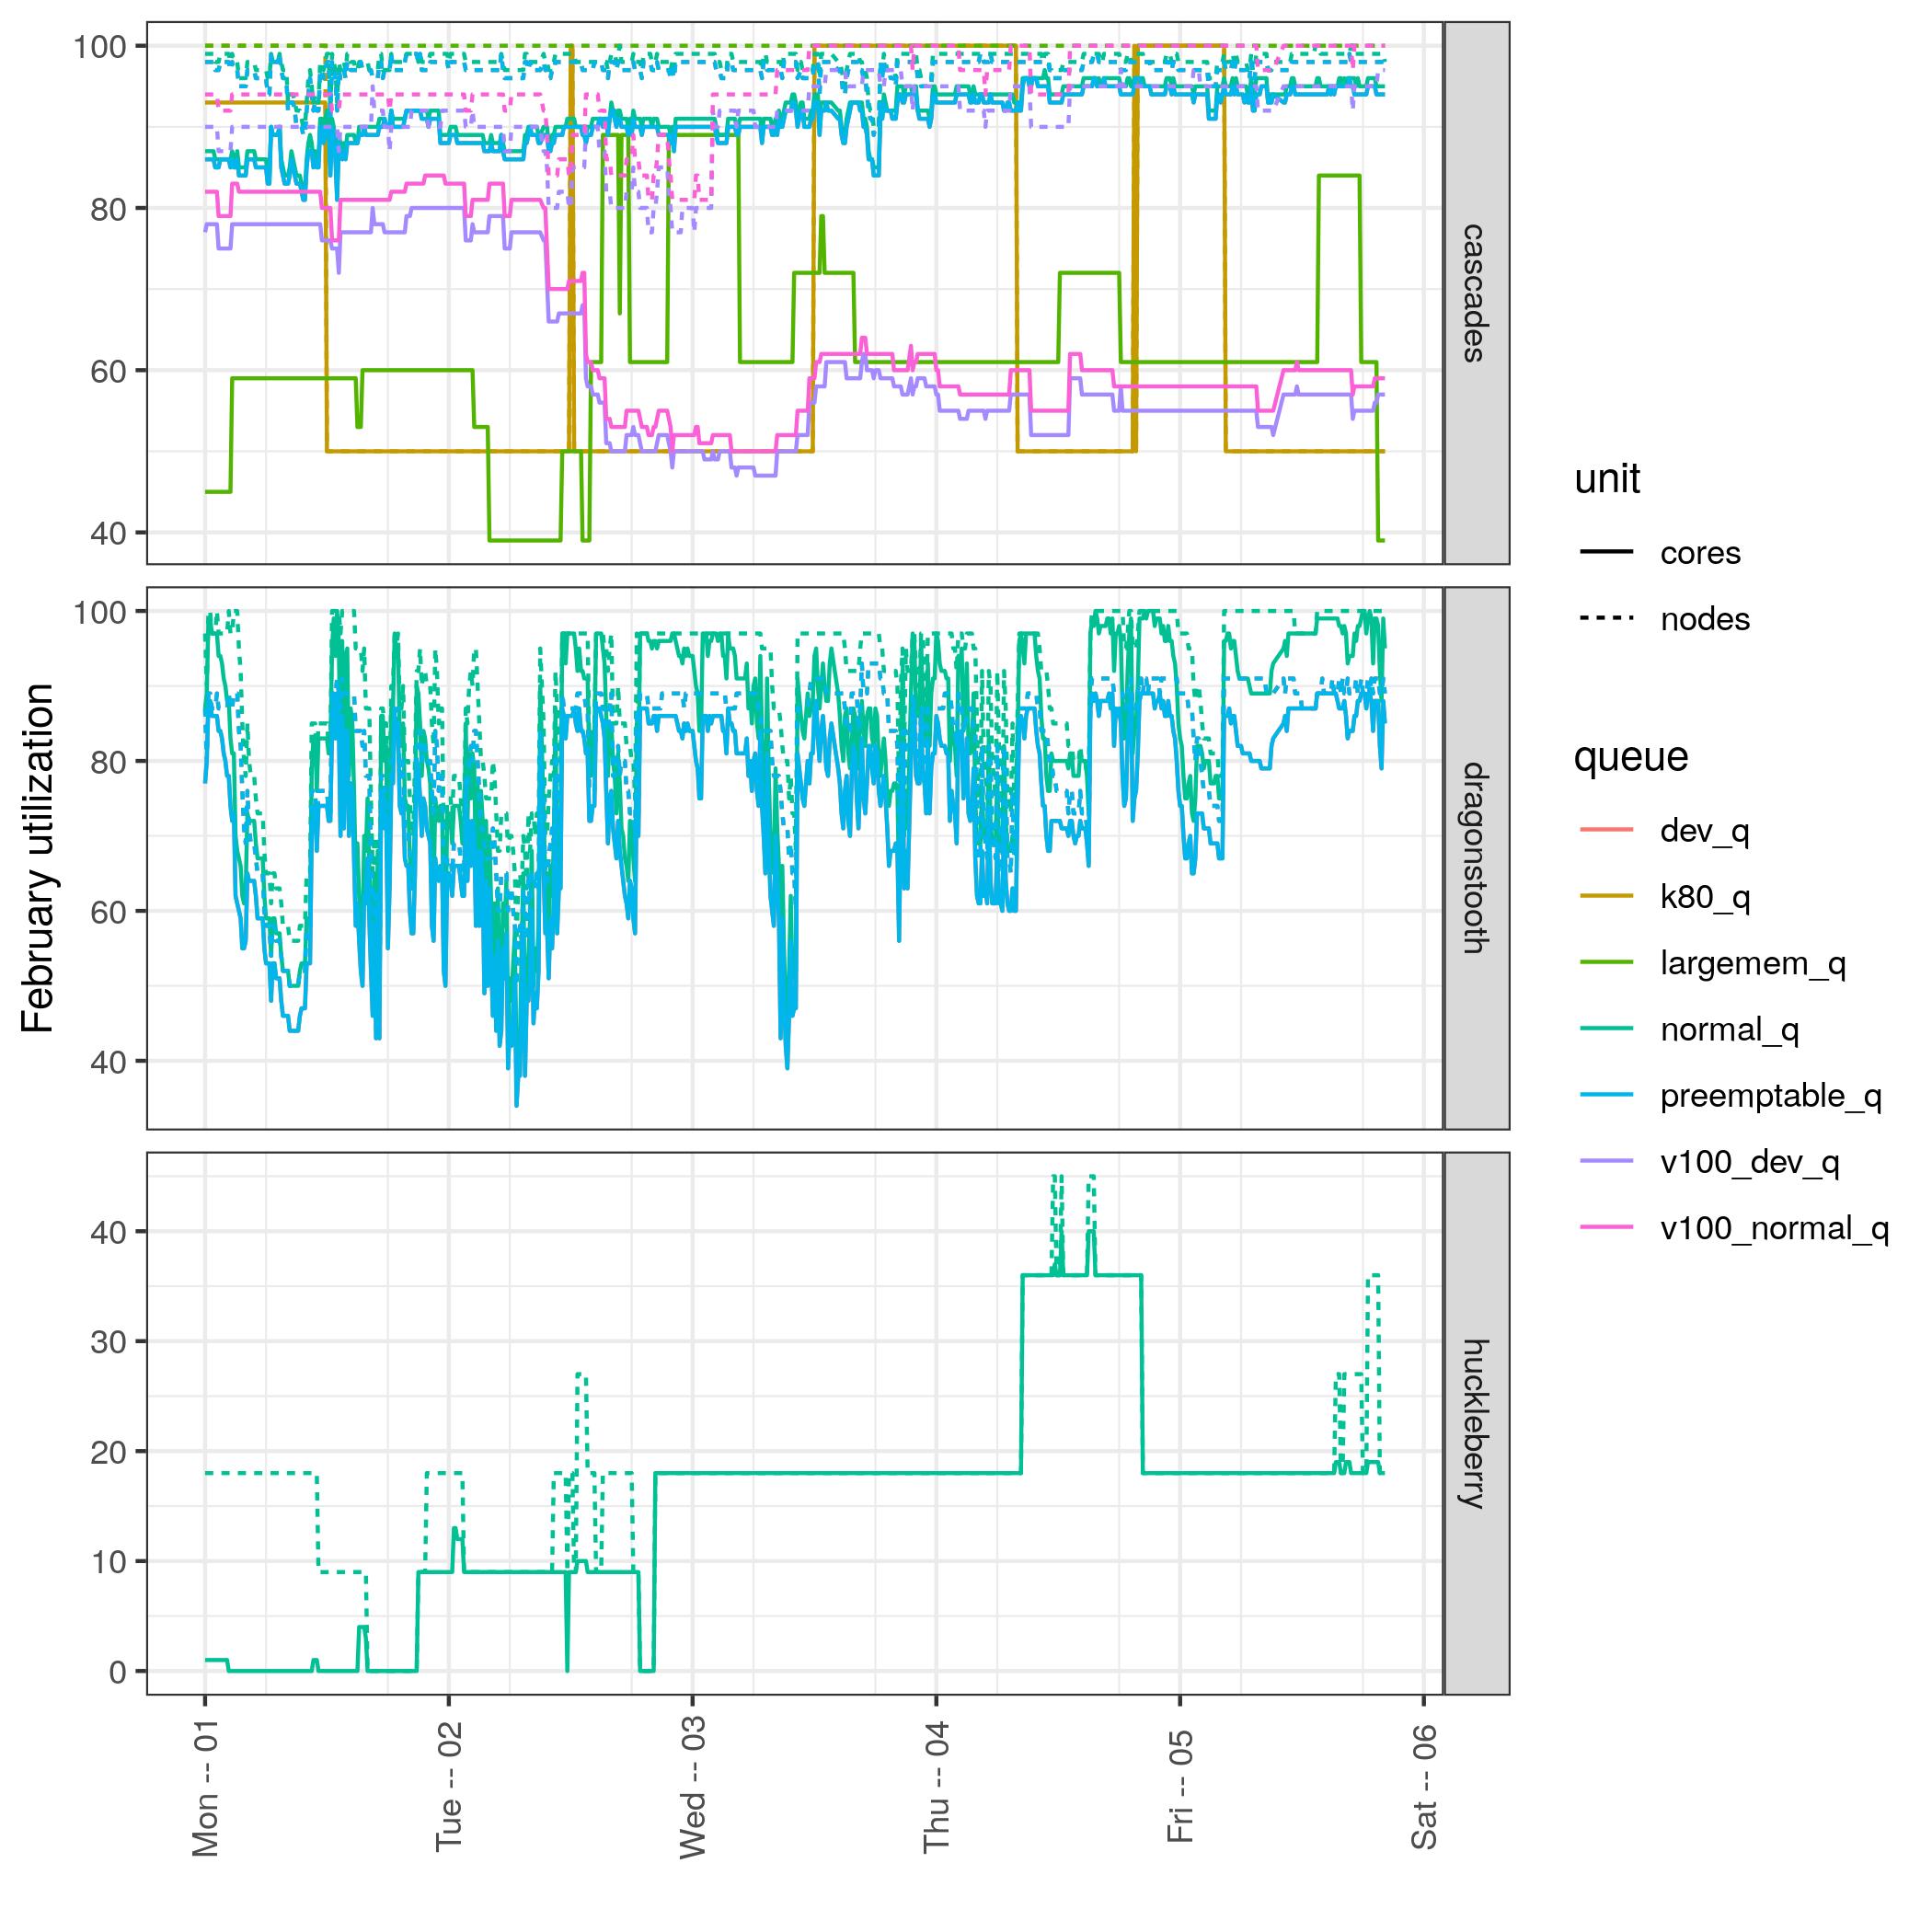 February utilization
100
80
60
40
cascades
100
80
60
40
dragonstooth
40
30
20
10
0
huckleberry
Mon -- 01
Tue -- 02
Wed -- 03
Thu -- 04
Fri -- 05
Sat -- 06
unit
cores
nodes
queue
dev_q
k80_q
largemem_q
normal_q
preemptable_q
v100_dev_q
v100_normal_q